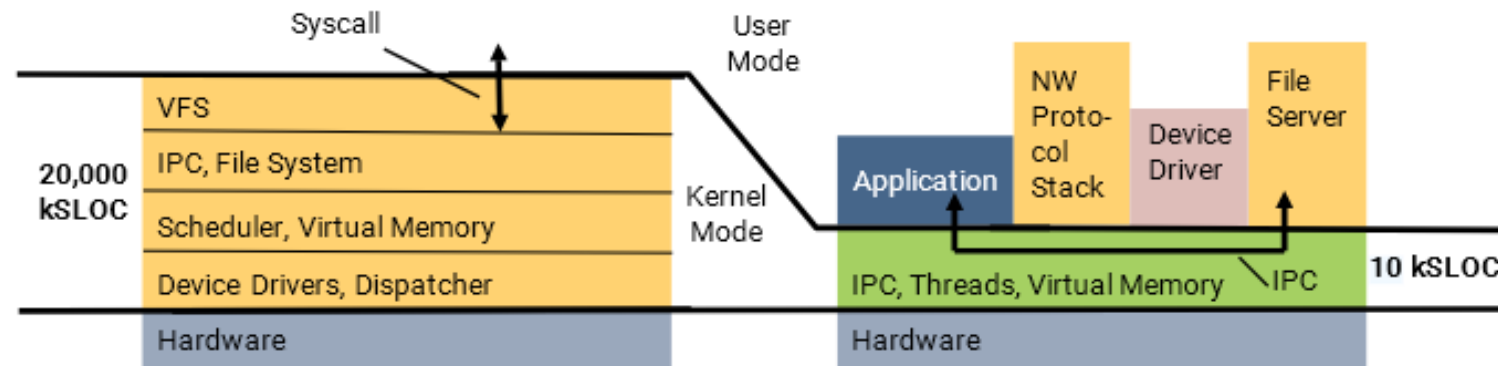 Syscall
User
Mode
VFS
IPC, File System
Scheduler, Virtual Memory
Device Drivers, Dispatcher
Hardware
20,000
kSLOC
Kernel
Mode
Application
NW
Proto-
col
Stack
Device
Driver
File
Server
IPC, Threads, Virtual Memory
IPC
10 kSLOC
Hardware